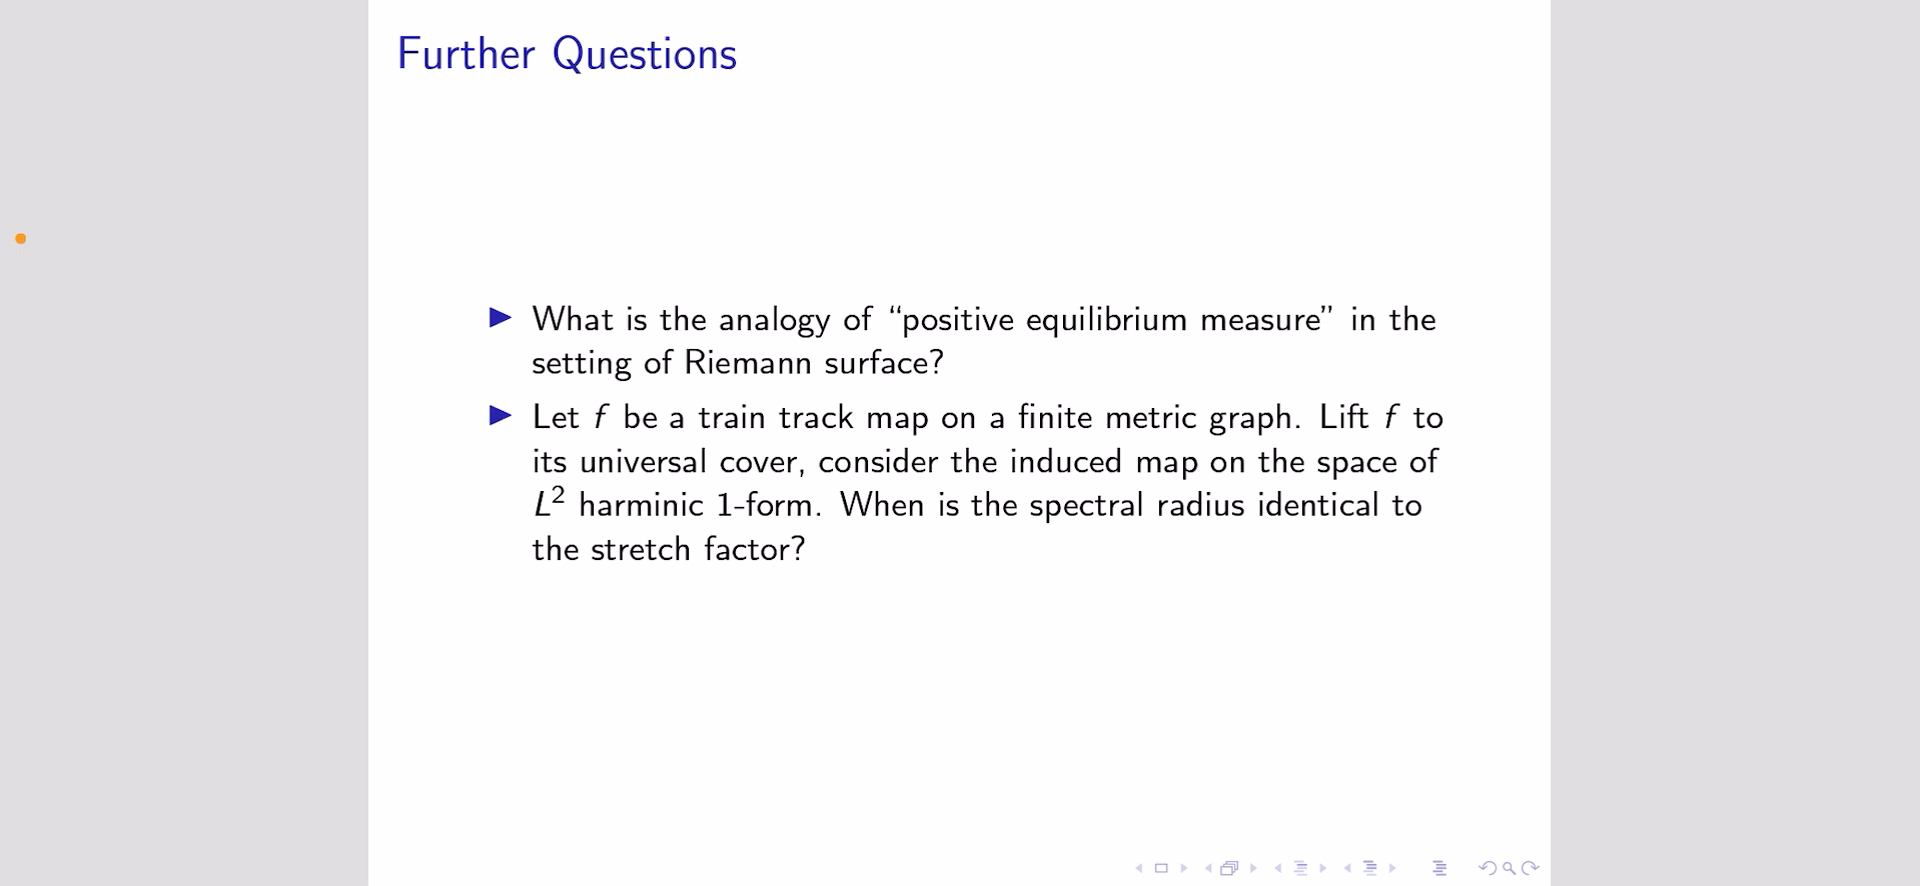 Further Questions
What is the analogy of “positive equilibrium measure” in the
setting of Riemann surface?
Let f be a train track map on a finite metric graph. Lift f to
its universal cover, consider the induced map on the space of
L² harminic 1-form. When is the spectral radius identical to
the stretch factor?